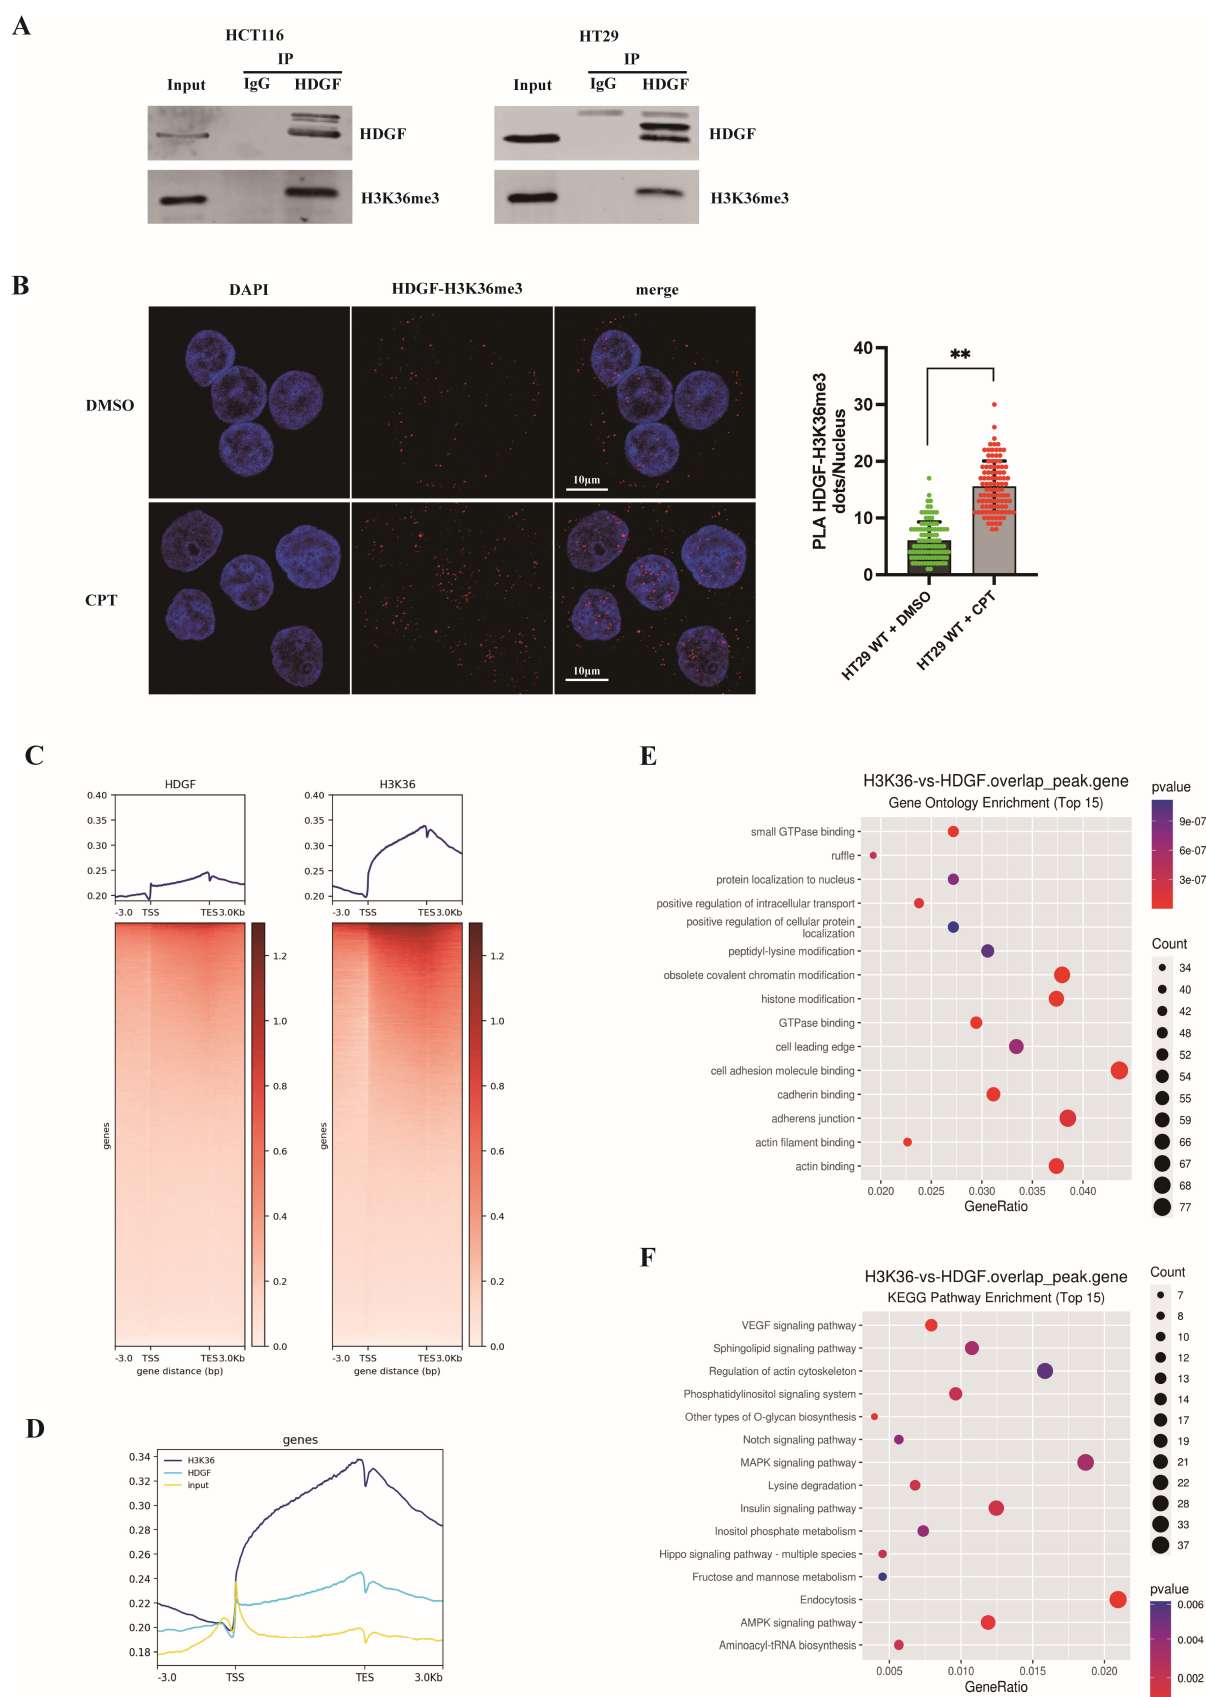 A
HCT116
HT29
IP
IP
Input
IgG
HDGF
Input
IgG
HDGF
HDGF
HDGF
H3K36me3
H3K36me3
B
DAPI
HDGF-H3K36me3
merge
DMSO
10μm
CPT
10μm
PLA HDGF-H3K36me3
dots/Nucleus
40
30
20
10
0
**
HT29 WT + DMSO
HT29 WT + CPT
C
HDGF
H3K36
0.40
0.35
0.30
0.25
0.20
0.40
0.35
0.30
0.25
0.20
-3.0 TSS TES 3.0Kb
-3.0 TSS TES 3.0Kb
genes
genes
1.2
1.0
0.8
0.6
0.4
0.2
0.0
1.2
1.0
0.8
0.6
0.4
0.2
0.0
-3.0 TSS TES 3.0Kb
-3.0 TSS TES 3.0Kb
gene distance (bp)
gene distance (bp)
D
genes
H3K36
HDGF
input
0.34
0.32
0.30
0.28
0.26
0.24
0.22
0.20
0.18
-3.0 TSS TES 3.0Kb
E
H3K36-vs-HDGF.overlap_peak.gene
Gene Ontology Enrichment (Top 15)
small GTPase binding
ruffle
protein localization to nucleus
positive regulation of intracellular transport
positive regulation of cellular protein
localization
peptidyl-lysine modification
obsolete covalent chromatin modification
histone modification
GTPase binding
cell leading edge
cell adhesion molecule binding
cadherin binding
adherens junction
actin filament binding
actin binding
0.020 0.025 0.030 0.035 0.040
GeneRatio
pvalue
9e-07
6e-07
3e-07
Count
34
40
42
48
52
54
55
59
66
67
68
77
F
H3K36-vs-HDGF.overlap_peak.gene
KEGG Pathway Enrichment (Top 15)
VEGF signaling pathway
Sphingolipid signaling pathway
Regulation of actin cytoskeleton
Phosphatidylinositol signaling system
Other types of O-glycan biosynthesis
Notch signaling pathway
MAPK signaling pathway
Lysine degradation
Insulin signaling pathway
Inositol phosphate metabolism
Hippo signaling pathway - multiple species
Fructose and mannose metabolism
Endocytosis
AMPK signaling pathway
Aminoacyl-tRNA biosynthesis
0.005 0.010 0.015 0.020
GeneRatio
Count
7
8
10
12
13
14
17
19
21
22
28
33
37
pvalue
0.006
0.004
0.002